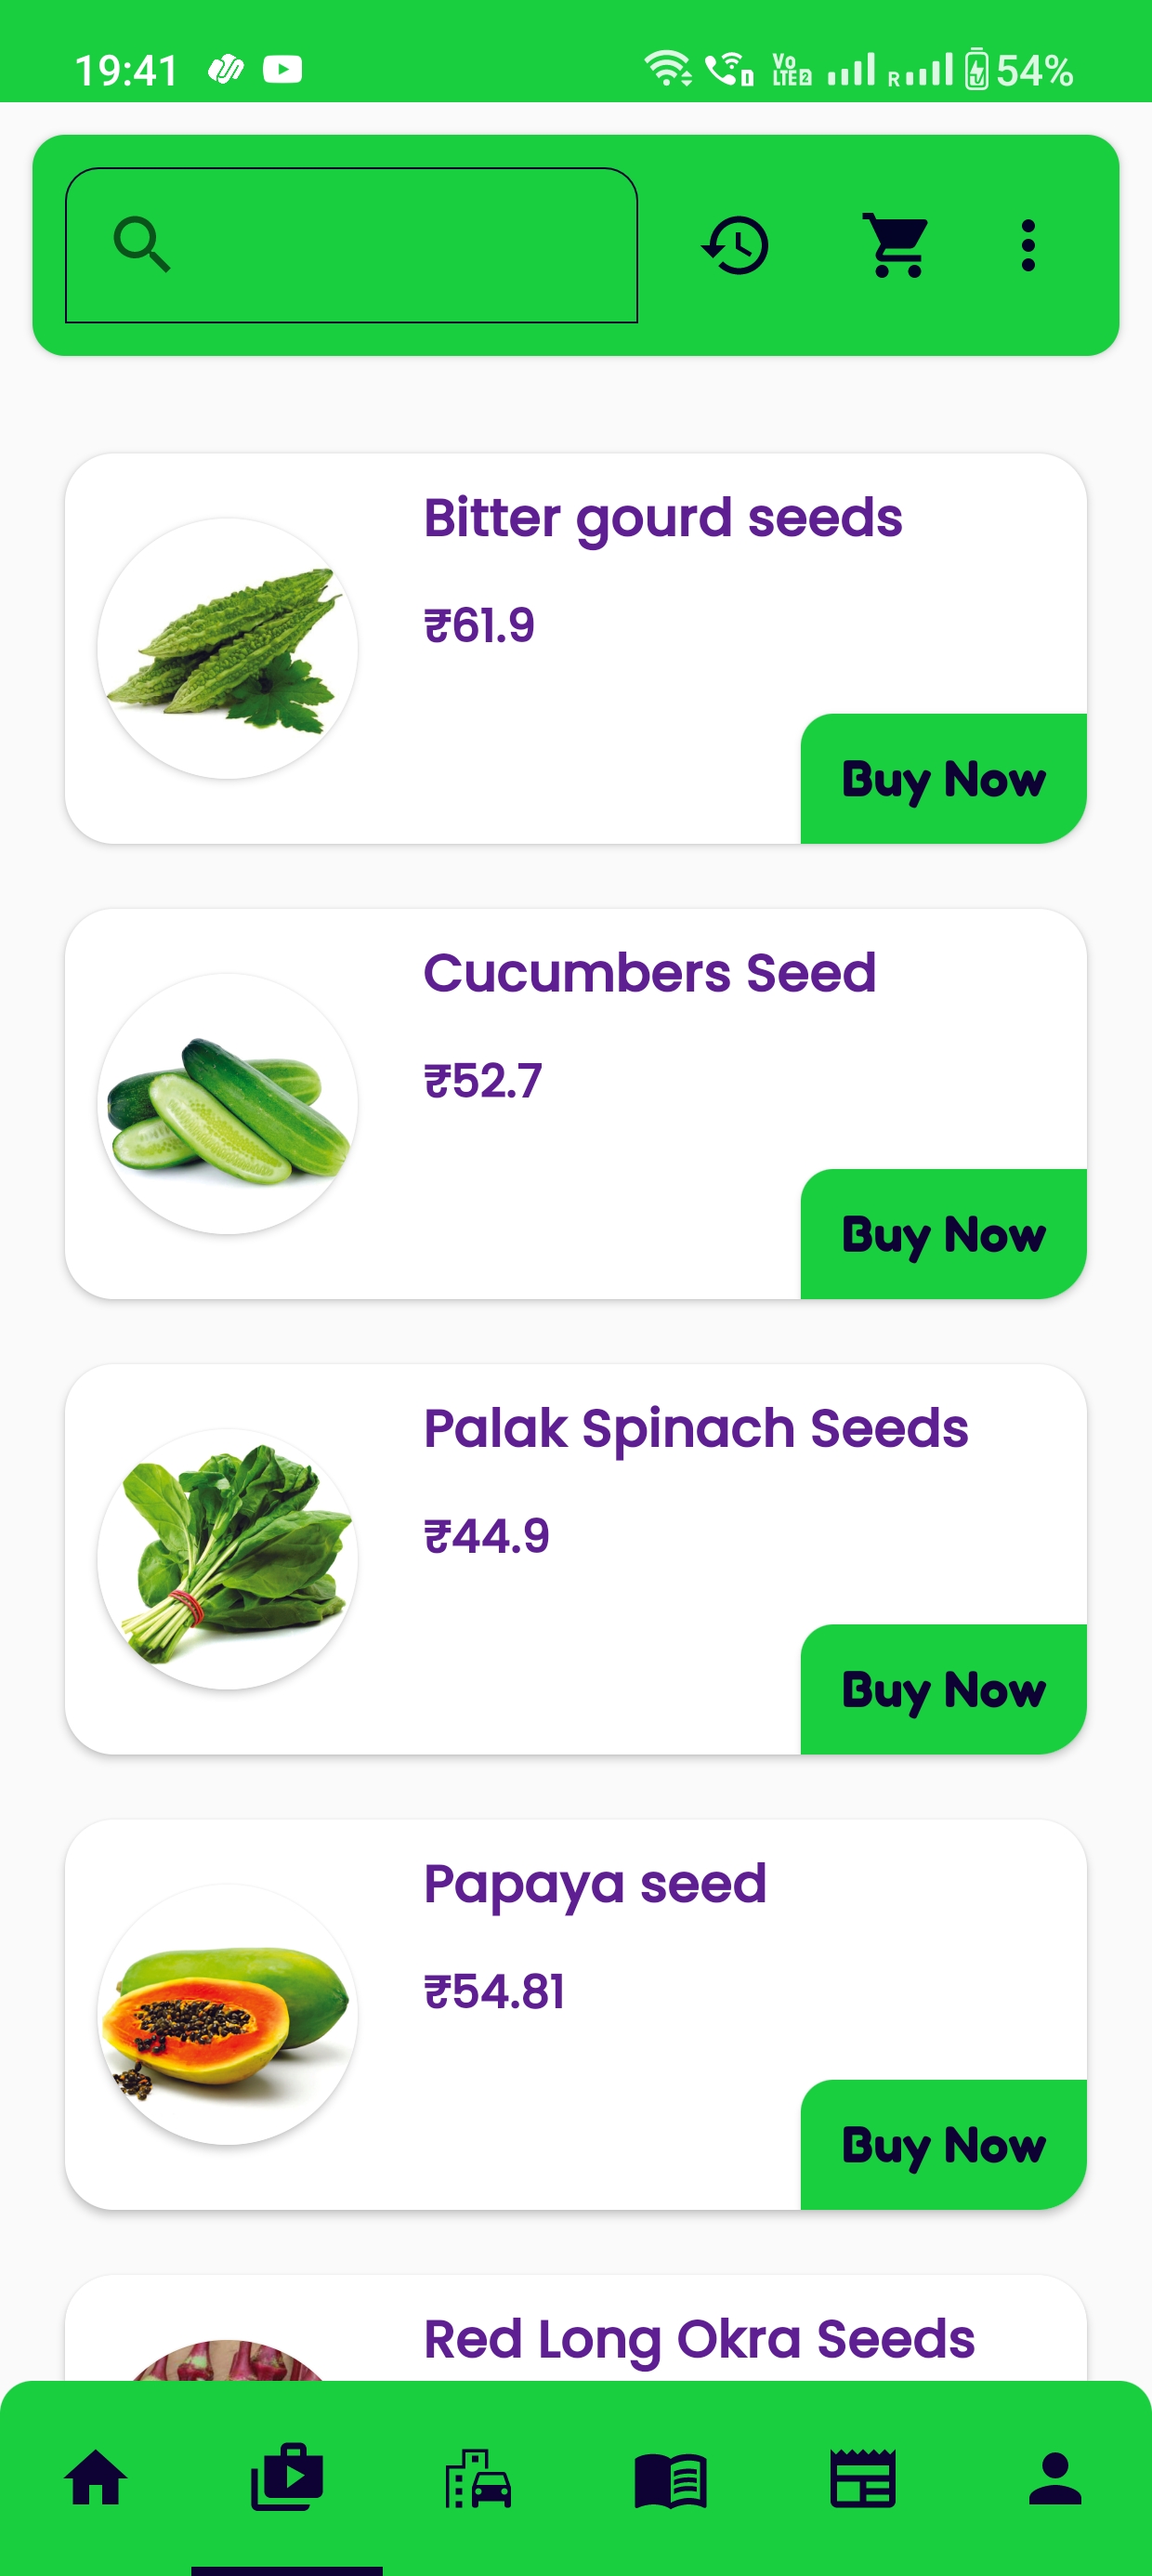 19:41
Vo
LTE2
R
54%
Bitter gourd seeds
₹61.9
Buy Now
Cucumbers Seed
₹52.7
Buy Now
Palak Spinach Seeds
₹44.9
Buy Now
Papaya seed
₹54.81
Buy Now
Red Long Okra Seeds